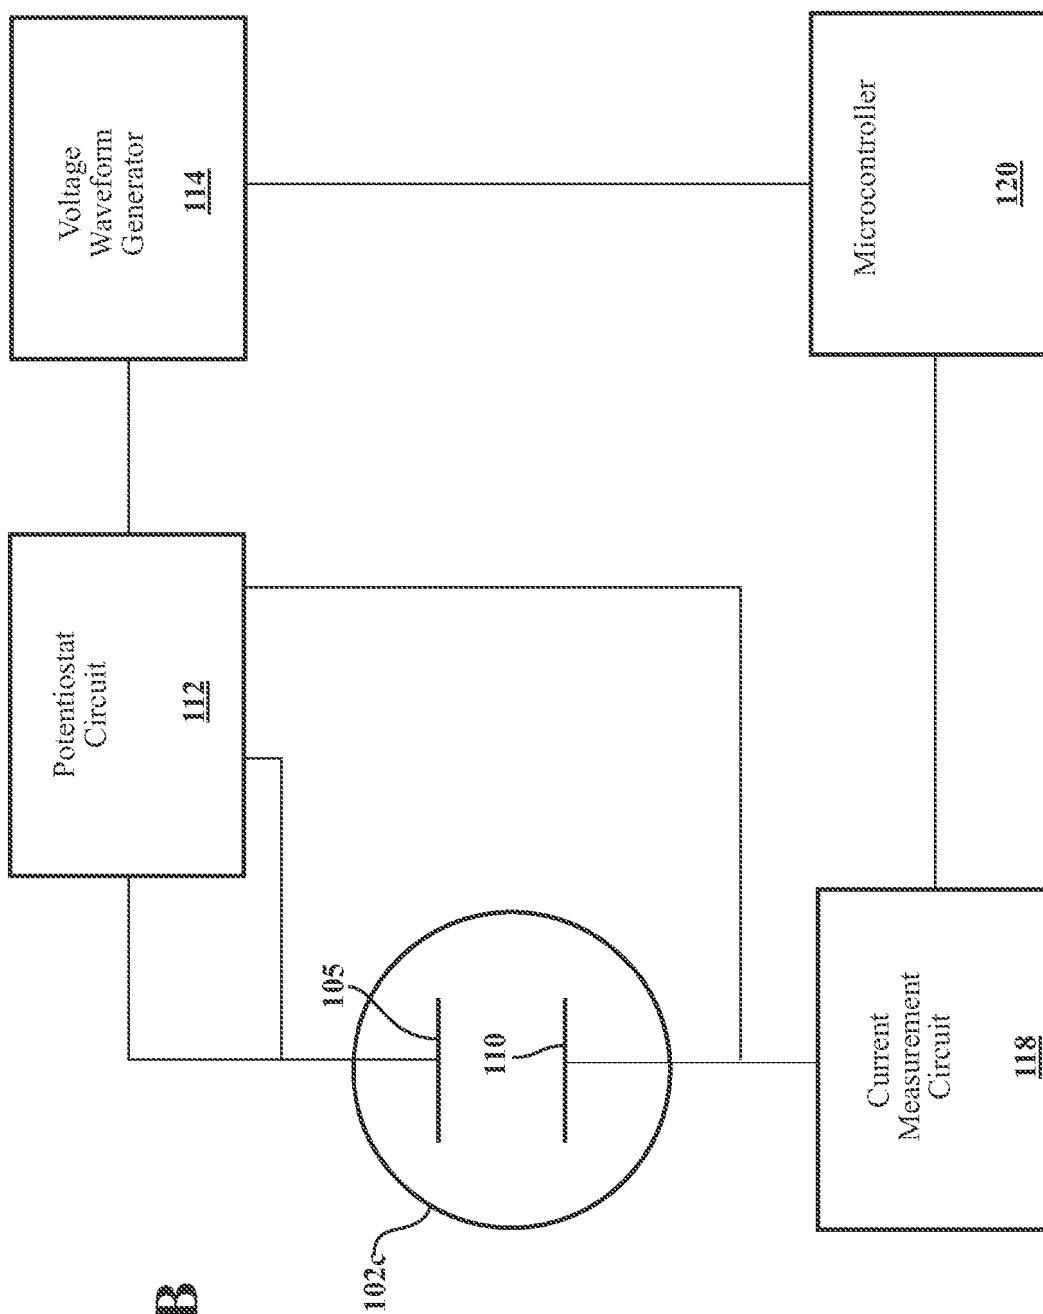 Voltage
Waveform
Generator
114
Microcontroller
120
Potentiostat
Circuit
112
105
110
Current
Measurement
Circuit
118
102c
B